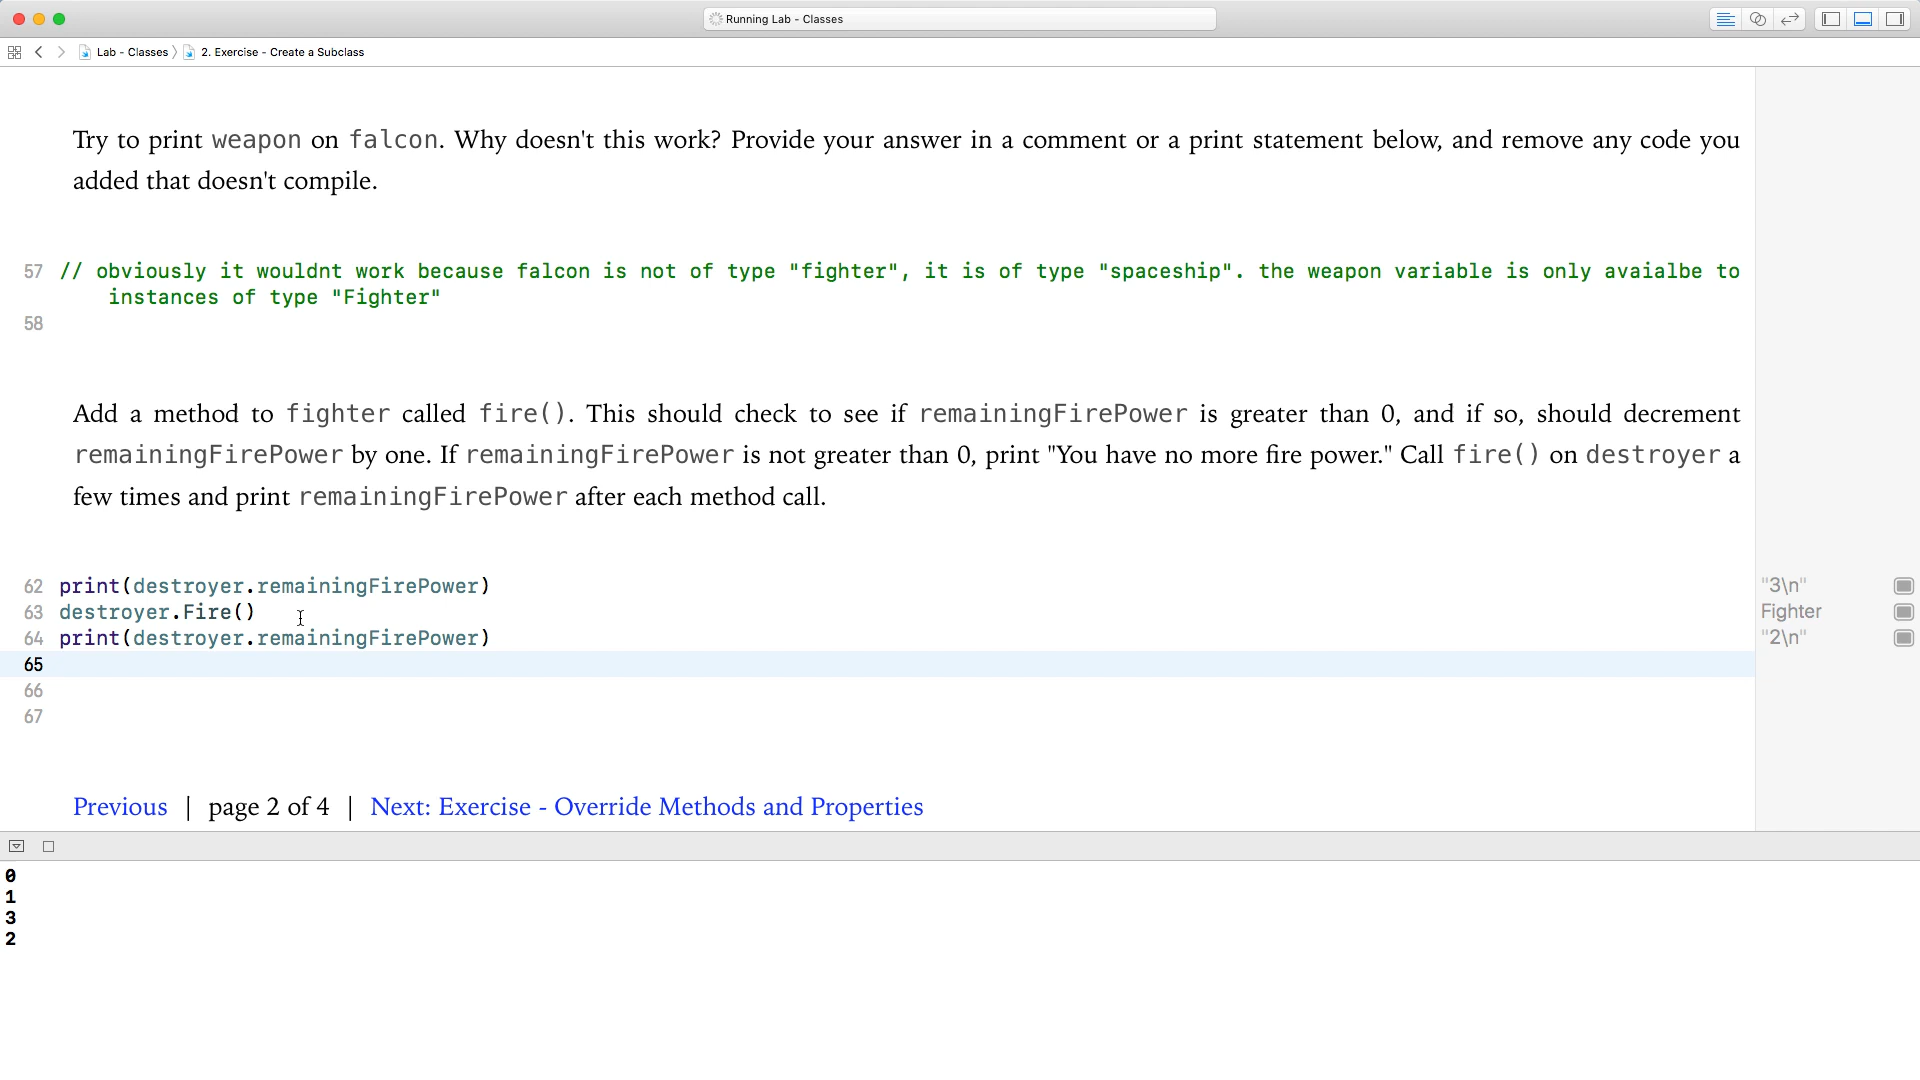 Running Lab - Classes
Lab - Classes 2. Exercise - Create a Subclass
Try to print weapon on falcon. Why doesn't this work? Provide your answer in a comment or a print statement below, and remove any code you
added that doesn't compile.
57 // obviously it wouldnt work because falcon is not of type "fighter", it is of type "spaceship". the weapon variable is only avaialbe to
instances of type "Fighter"
58
Add a method to fighter called fire(). This should check to see if remainingFirePower is greater than 0, and if so, should decrement
remainingFirePower by one. If remainingFirePower is not greater than 0, print "You have no more fire power." Call fire() on destroyer a
few times and print remainingFirePower after each method call.
62 print(destroyer.remainingFirePower) "3\n"
63 destroyer.Fire() Fighter
64 print(destroyer.remainingFirePower) "2\n"
65
66
67
Previous | page 2 of 4 | Next: Exercise - Override Methods and Properties
0
1
3
2